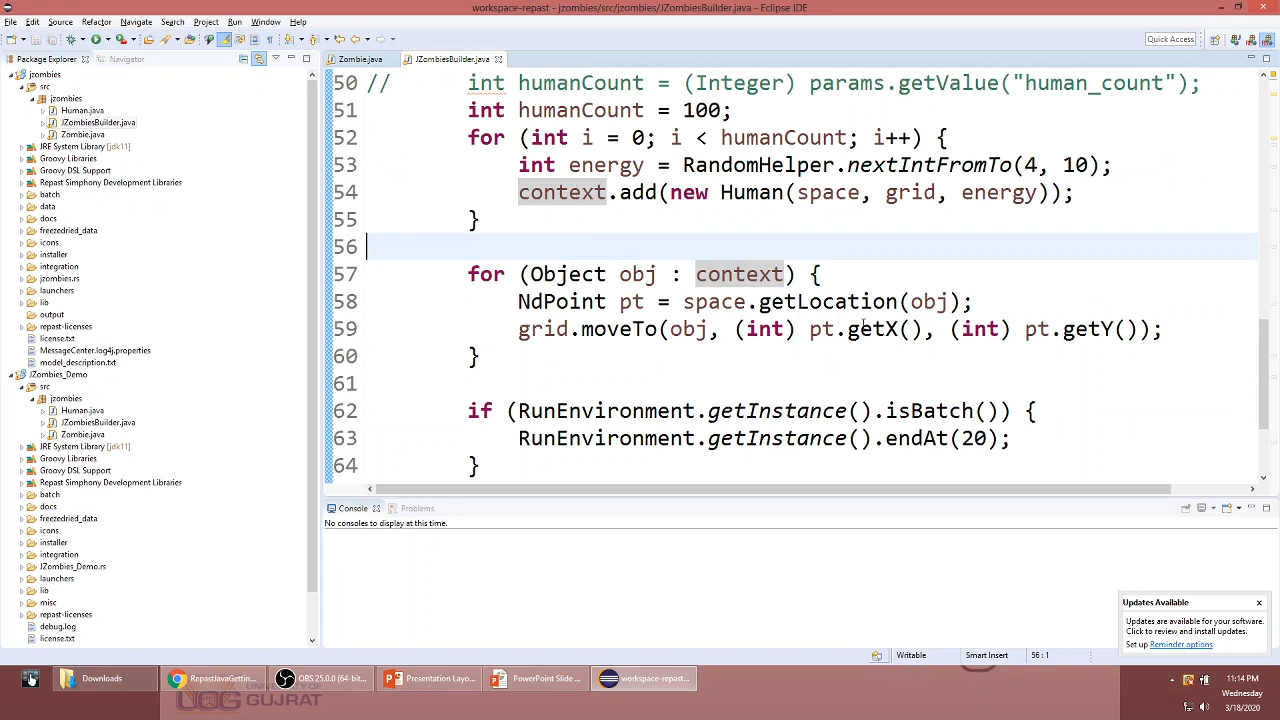 workspace-repast - jzombies/src/jzombies/JZombiesBuilder.java - Eclipse IDE
File Edit Source Refactor Navigate Search Project Run Window Help
Quick Access
Package Explorer Navigator
Zombie.java JZombiesBuilder.java
jzombies
src
jzombies
Human.java
JZombiesBuilder.java
Zombie.java
JRE System Library [jdk11]
Groovy Libraries
Groovy DSL Support
Repast Simphony Development Libraries
batch
data
docs
freezedried_data
icons
installer
integration
jzombies.rs
launchers
lib
output
repast-licenses
license.txt
MessageCenter.log4j.properties
model_description.txt
JZombies_Demo
src
jzombies
Human.java
JZombiesBuilder.java
Zombie.java
JRE System Library [jdk11]
Groovy Libraries
Groovy DSL Support
Repast Simphony Development Libraries
batch
docs
freezedried_data
icons
installer
integration
JZombies_Demo.rs
launchers
lib
misc
repast-licenses
debug.log
license.txt
50 // int humanCount = (Integer) params.getValue("human_count");
51 int humanCount = 100;
52 for (int i = 0; i < humanCount; i++) {
53 int energy = RandomHelper.nextIntFromTo(4, 10);
54 context.add(new Human(space, grid, energy));
55 }
56
57 for (Object obj : context) {
58 NdPoint pt = space.getLocation(obj);
59 grid.moveTo(obj, (int) pt.getX(), (int) pt.getY());
60 }
61
62 if (RunEnvironment.getInstance().isBatch()) {
63 RunEnvironment.getInstance().endAt(20);
64 }
Console Problems
No consoles to display at this time.
Updates Available
Updates are available for your software.
Click to review and install updates.
Set up Reminder options
Writable Smart Insert 56 : 1
Downloads RepastJavaGettin... OBS 25.0.0 (64-bit... Presentation Layo... PowerPoint Slide ... workspace-repast...
11:14 PM
Wednesday
3/18/2020
UNIVERSITY OF
GUJRAT